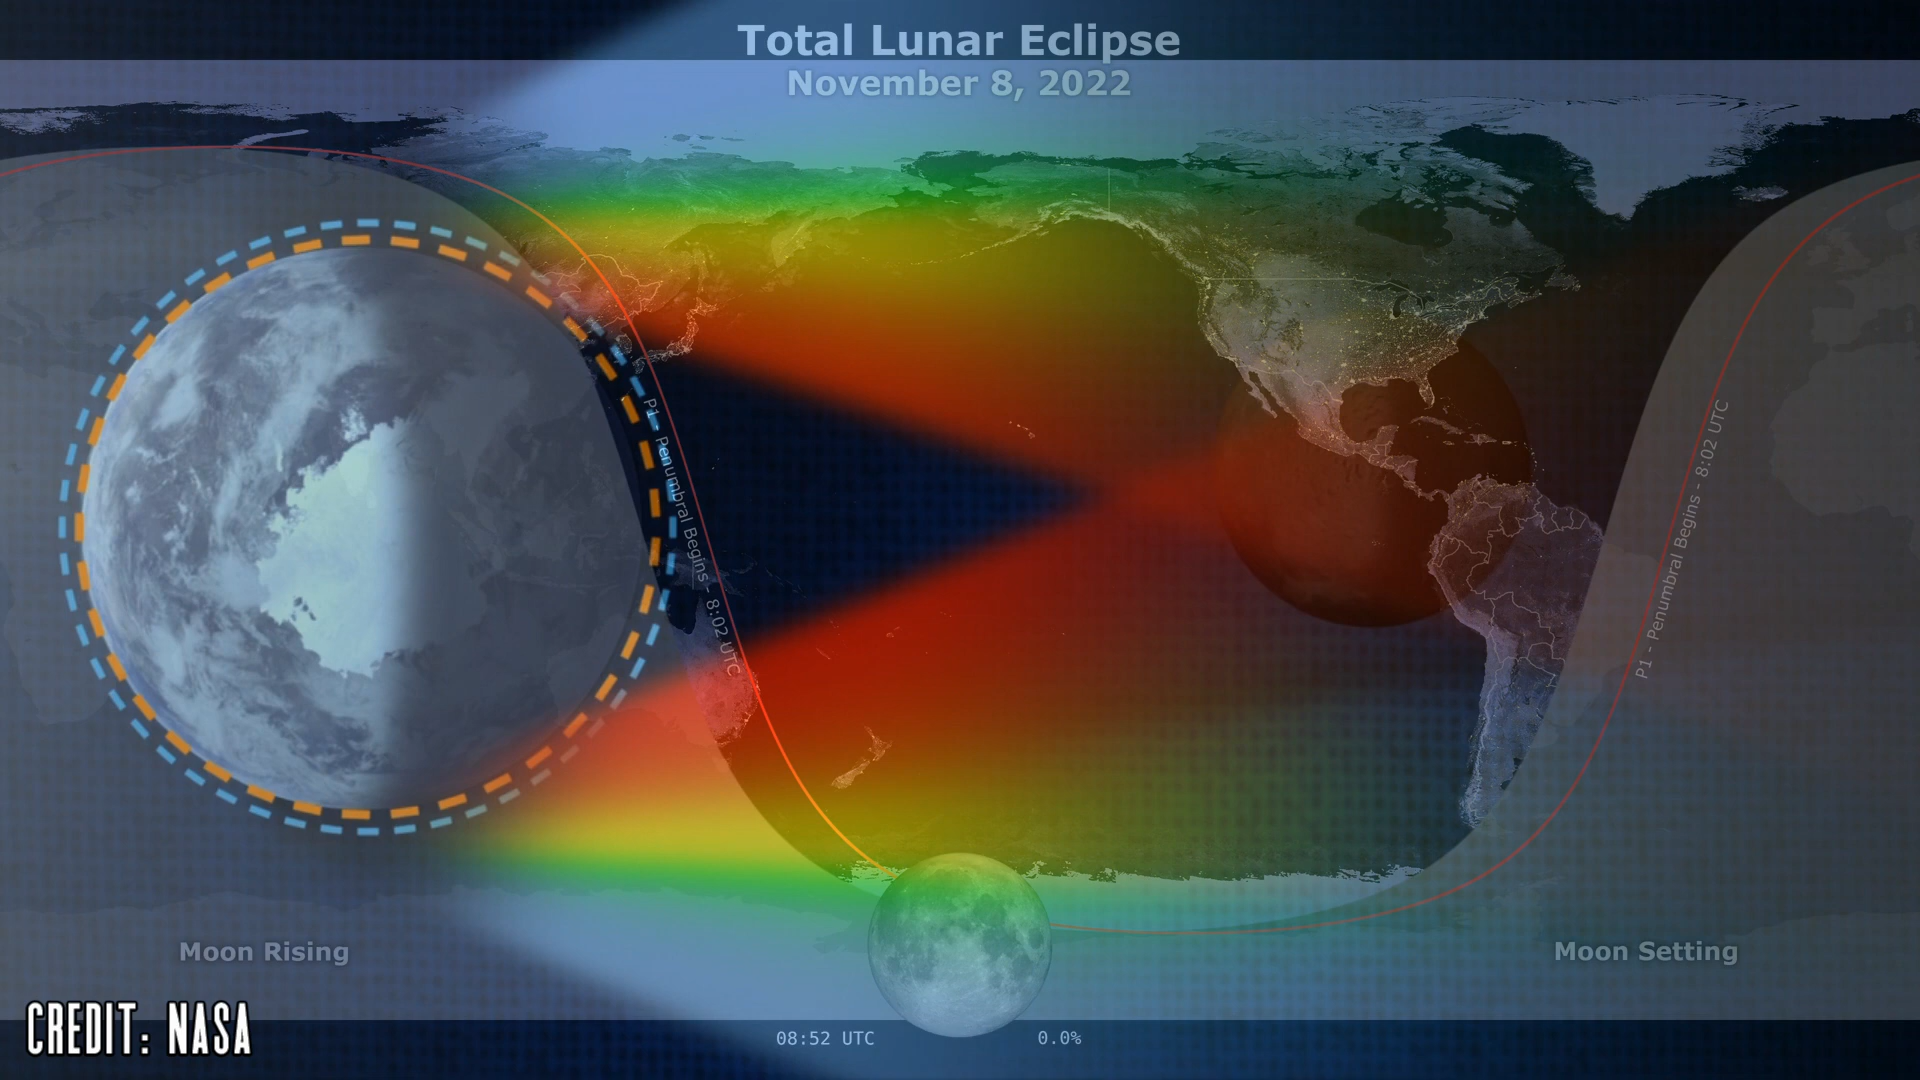 Total Lunar Eclipse
November 8, 2022
P1 - Penumbral Begins - 8:02 UTC
P1 - Penumbral Begins - 8:02 UTC
Moon Rising
Moon Setting
CREDIT: NASA
08:52 UTC
0.0%